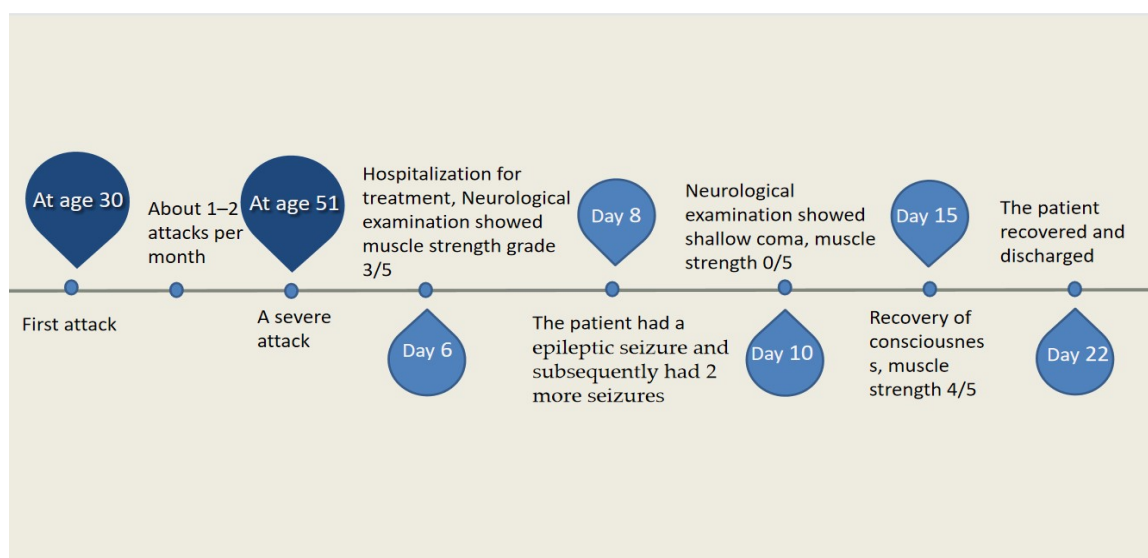 At age 30
First attack
About 1–2
attacks per
month
At age 51
A severe
attack
Hospitalization for
treatment, Neurological
examination showed
muscle strength grade
3/5
Day 6
Day 8
The patient had a
epileptic seizure and
subsequently had 2
more seizures
Neurological
examination showed
shallow coma, muscle
strength 0/5
Day 10
Day 15
Recovery of
consciousnes
s, muscle
strength 4/5
The patient
recovered and
discharged
Day 22